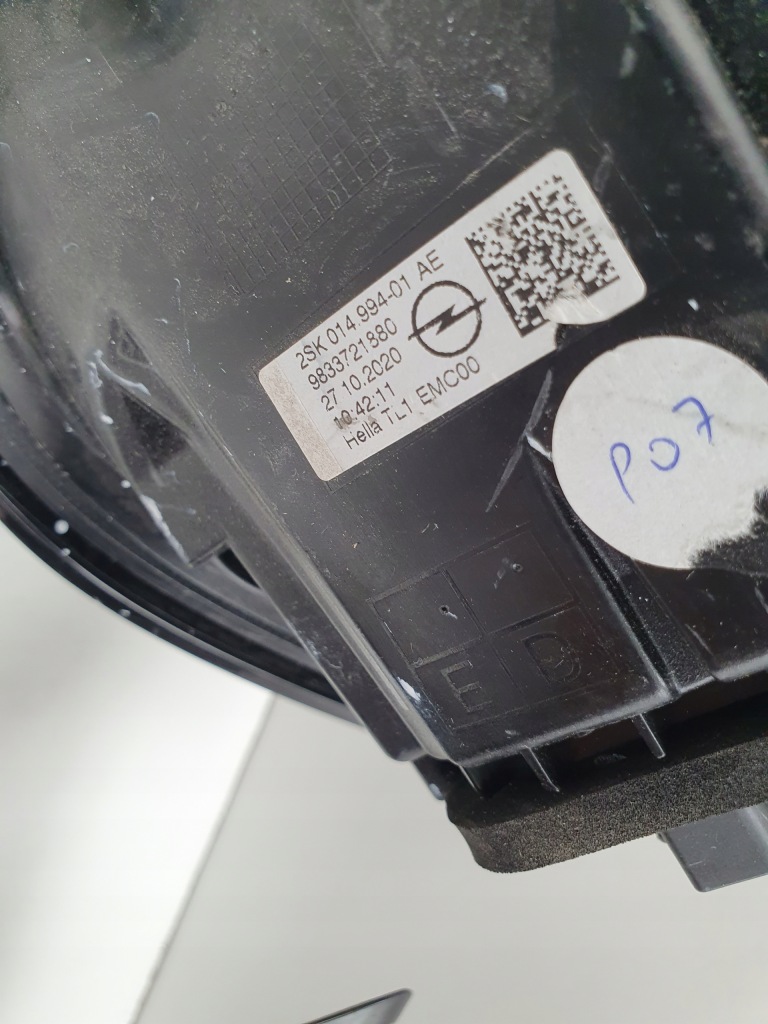 2SK 014.994-01 AE
9833721880
27 10.2020
10:42:11
Hella TL1 EMC00
P07
E D